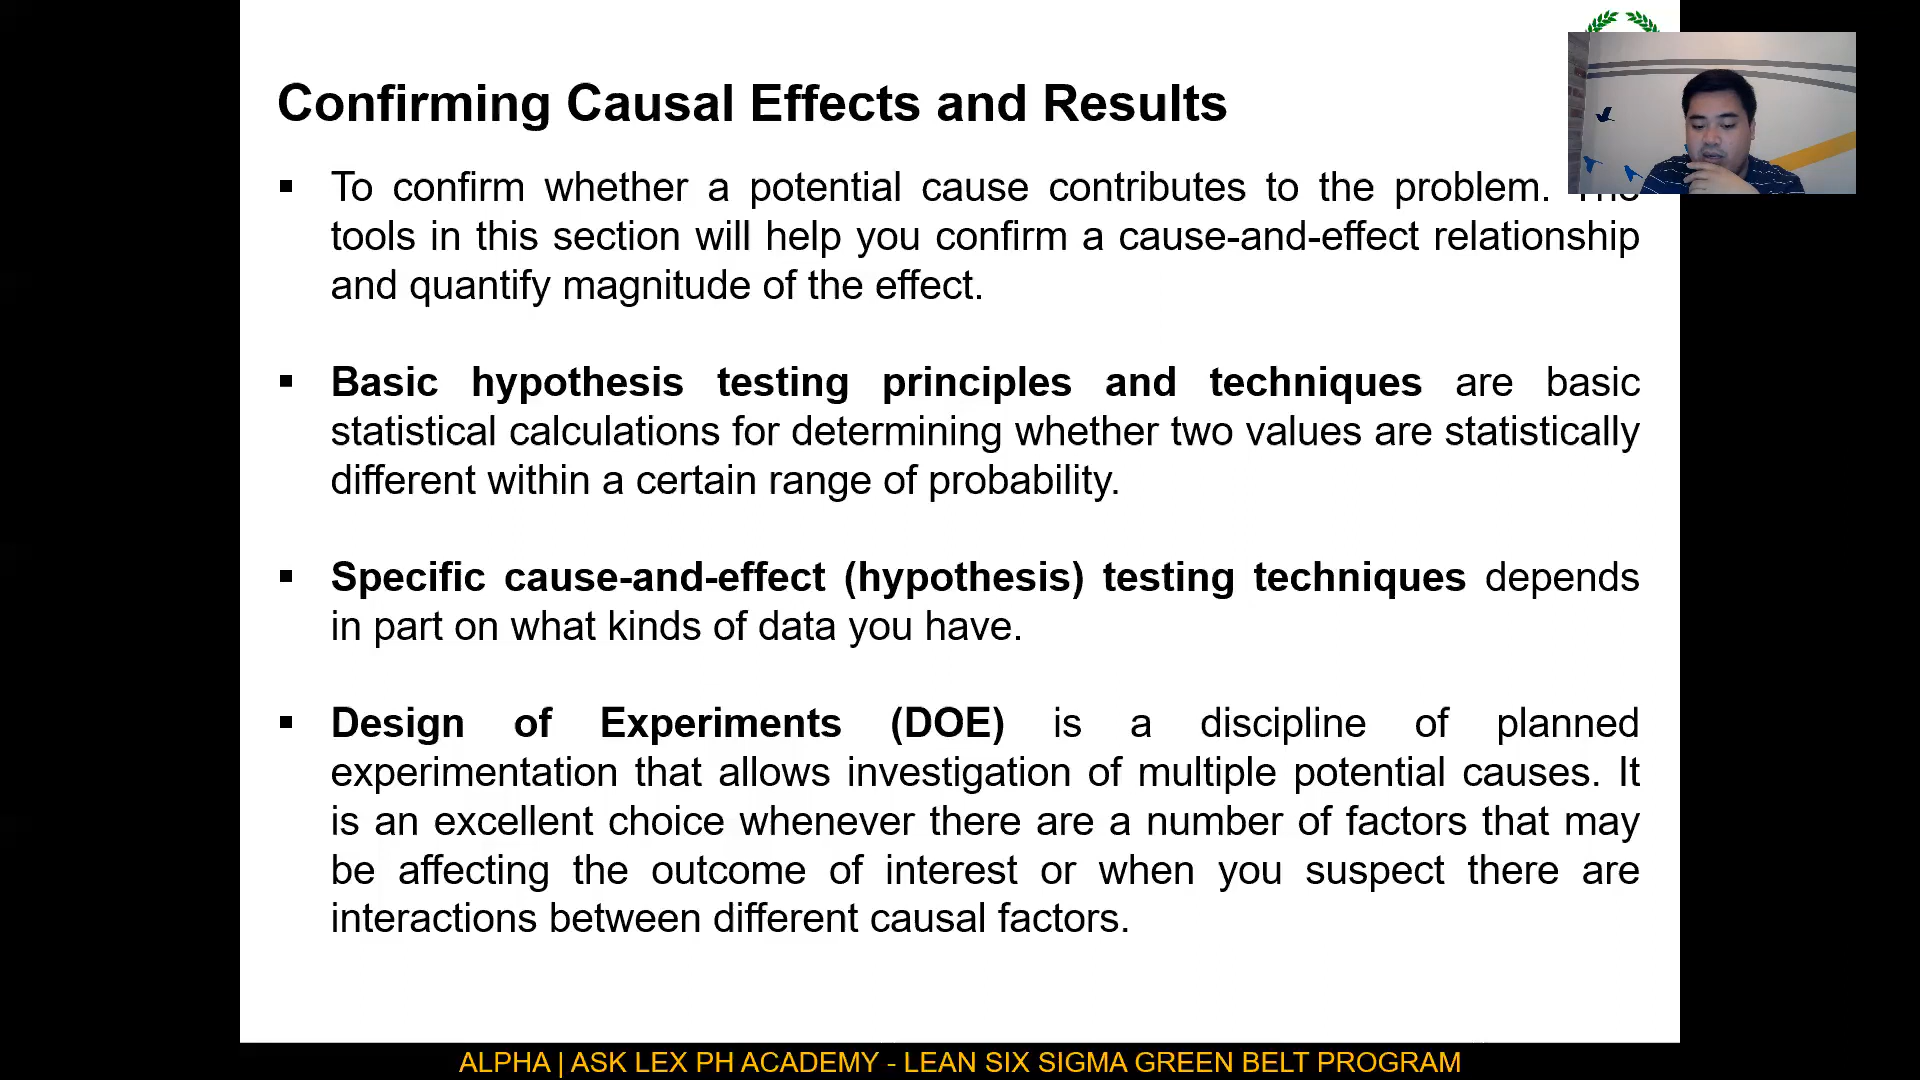 Confirming Causal Effects and Results
▪ To confirm whether a potential cause contributes to the problem.
tools in this section will help you confirm a cause-and-effect relationship
and quantify magnitude of the effect.
▪ Basic hypothesis testing principles and techniques are basic
statistical calculations for determining whether two values are statistically
different within a certain range of probability.
▪ Specific cause-and-effect (hypothesis) testing techniques depends
in part on what kinds of data you have.
▪ Design of Experiments (DOE) is a discipline of planned
experimentation that allows investigation of multiple potential causes. It
is an excellent choice whenever there are a number of factors that may
be affecting the outcome of interest or when you suspect there are
interactions between different causal factors.
ALPHA | ASK LEX PH ACADEMY - LEAN SIX SIGMA GREEN BELT PROGRAM